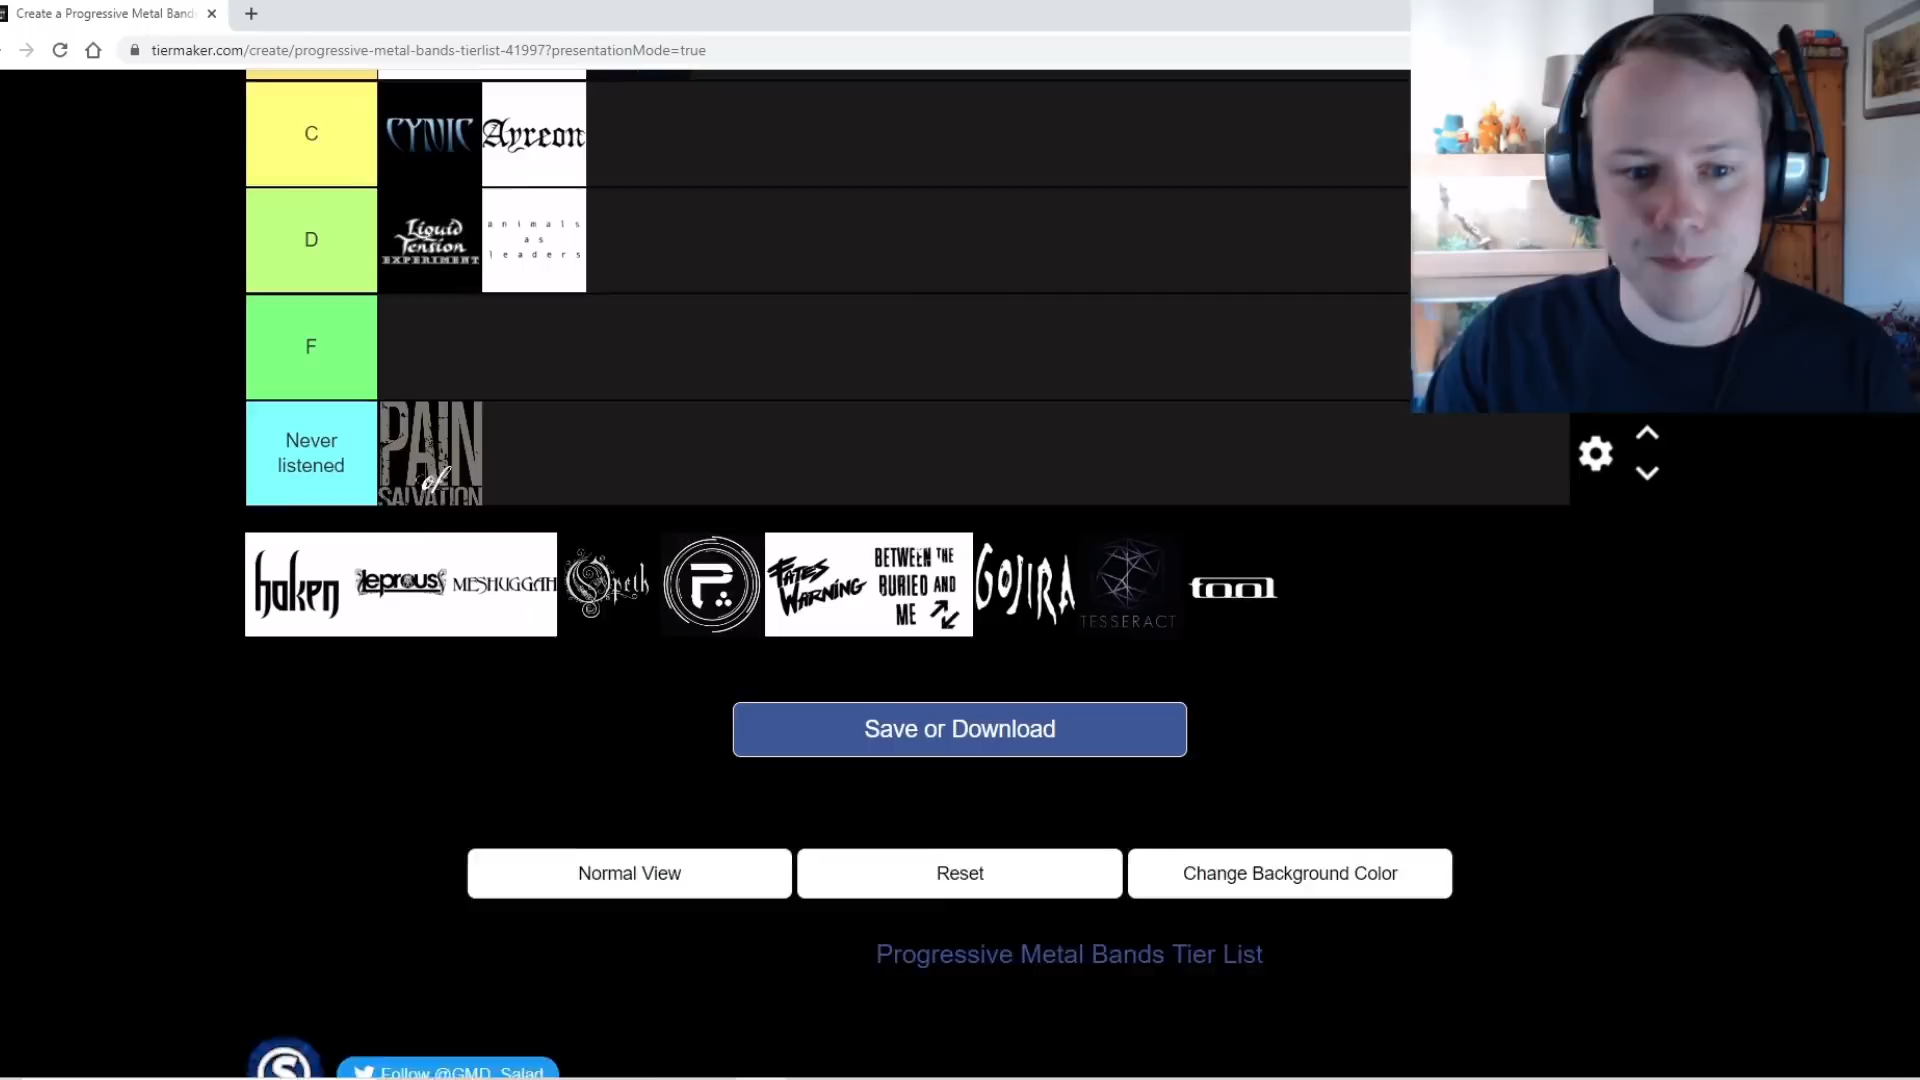 Create a Progressive Metal Band
tiermaker.com/create/progressive-metal-bands-tierlist-41997?presentationMode=true
C
CYNIC
Ayreon
D
Liquid
Tension
EXPERIMENT
animals
as
leaders
F
Never
listened
PAIN
of
SALVATION
haken
leprous
MESHUGGAH
Opeth
P
FATES
WARNING
BETWEEN THE
BURIED AND
ME
GOJIRA
TESSERACT
tool
Save or Download
Normal View
Reset
Change Background Color
Progressive Metal Bands Tier List
S
Follow @GMD_Salad